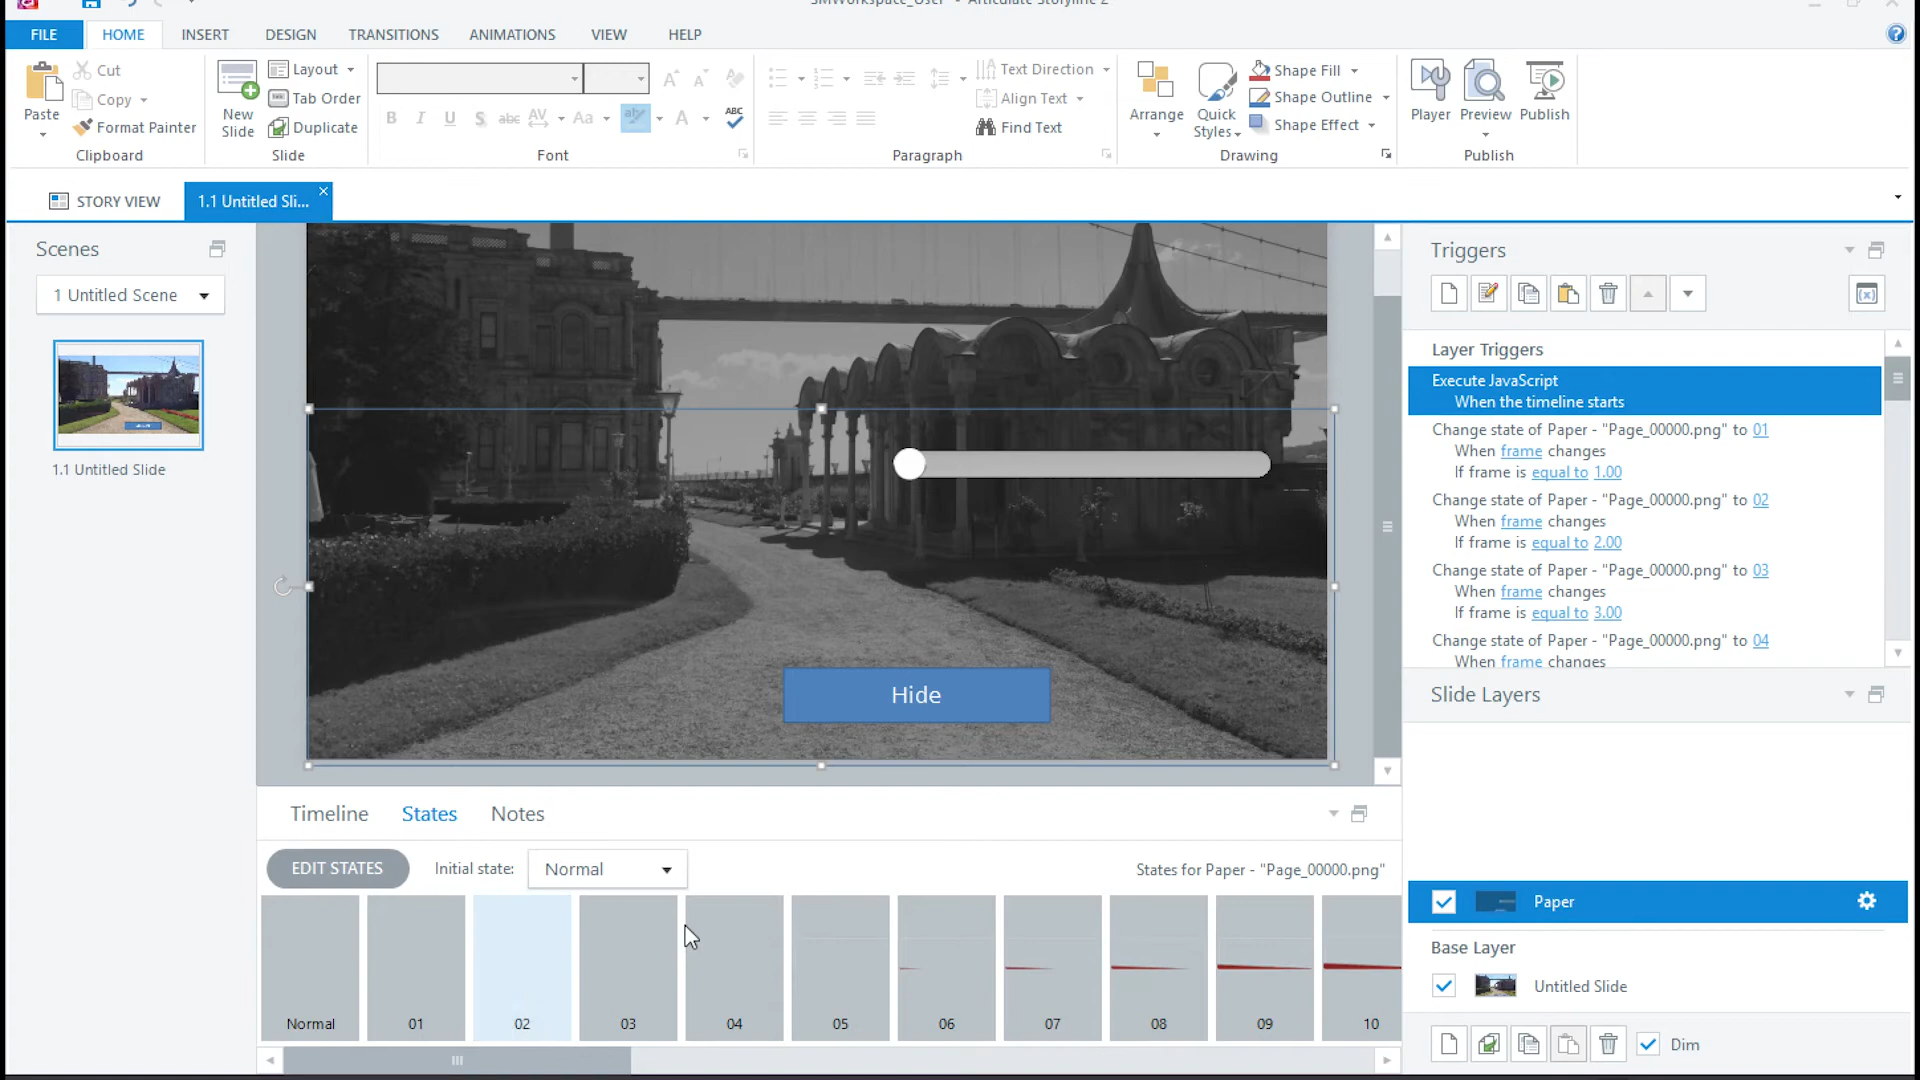 SMWorkspace_User - Articulate Storyline 2
FILE HOME INSERT DESIGN TRANSITIONS ANIMATIONS VIEW HELP
Paste
Cut
Copy
Format Painter
Clipboard
New Slide
Layout
Tab Order
Duplicate
Slide
Font
Text Direction
Align Text
Find Text
Paragraph
Arrange
Quick Styles
Shape Fill
Shape Outline
Shape Effect
Drawing
Player
Preview
Publish
Publish
STORY VIEW
1.1 Untitled Sli...
Scenes
1 Untitled Scene
1.1 Untitled Slide
Hide
Triggers
Layer Triggers
Execute JavaScript
When the timeline starts
Change state of Paper - "Page_00000.png" to 01
When frame changes
If frame is equal to 1.00
Change state of Paper - "Page_00000.png" to 02
When frame changes
If frame is equal to 2.00
Change state of Paper - "Page_00000.png" to 03
When frame changes
If frame is equal to 3.00
Change state of Paper - "Page_00000.png" to 04
When frame changes
Slide Layers
Paper
Base Layer
Untitled Slide
Dim
Timeline States Notes
EDIT STATES
Initial state: Normal
States for Paper - "Page_00000.png"
Normal 01 02 03 04 05 06 07 08 09 10